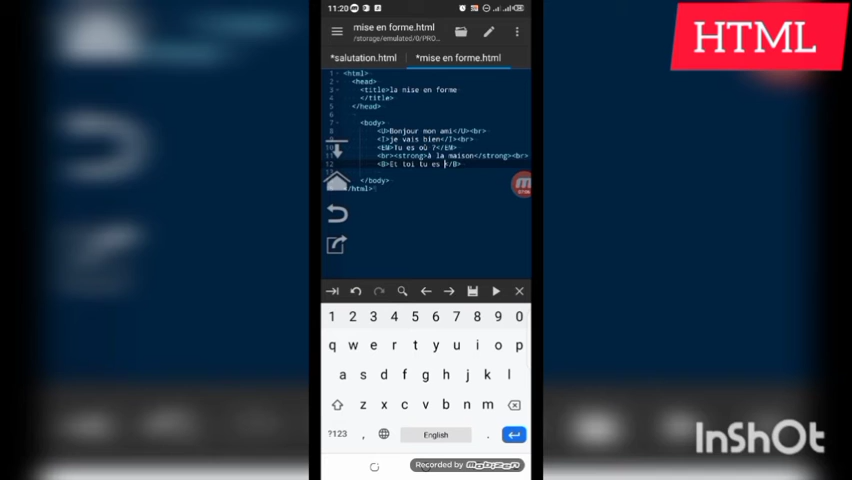 11:20
HTML
mise en forme.html
/storage/emulated/0/PRO...
*salutation.html
*mise en forme.html
1 <html>
2 <head>
3 <title>la mise en forme
4 </title>
5 </head>
6
7 <body>
8 <U>Bonjour mon ami</U><br>
9 <I>je vais bien</I><br>
10 <EM>Tu es où ?</EM>
11 <br><strong>à la maison</strong><br>
12 <B>Et toi tu es </B>
</body>
</html>
1 2 3 4 5 6 7 8 9 0
q w e r t y u i o p
a s d f g h j k l
z x c v b n m
?123 , English .
Recorded by mobizen
InShOt